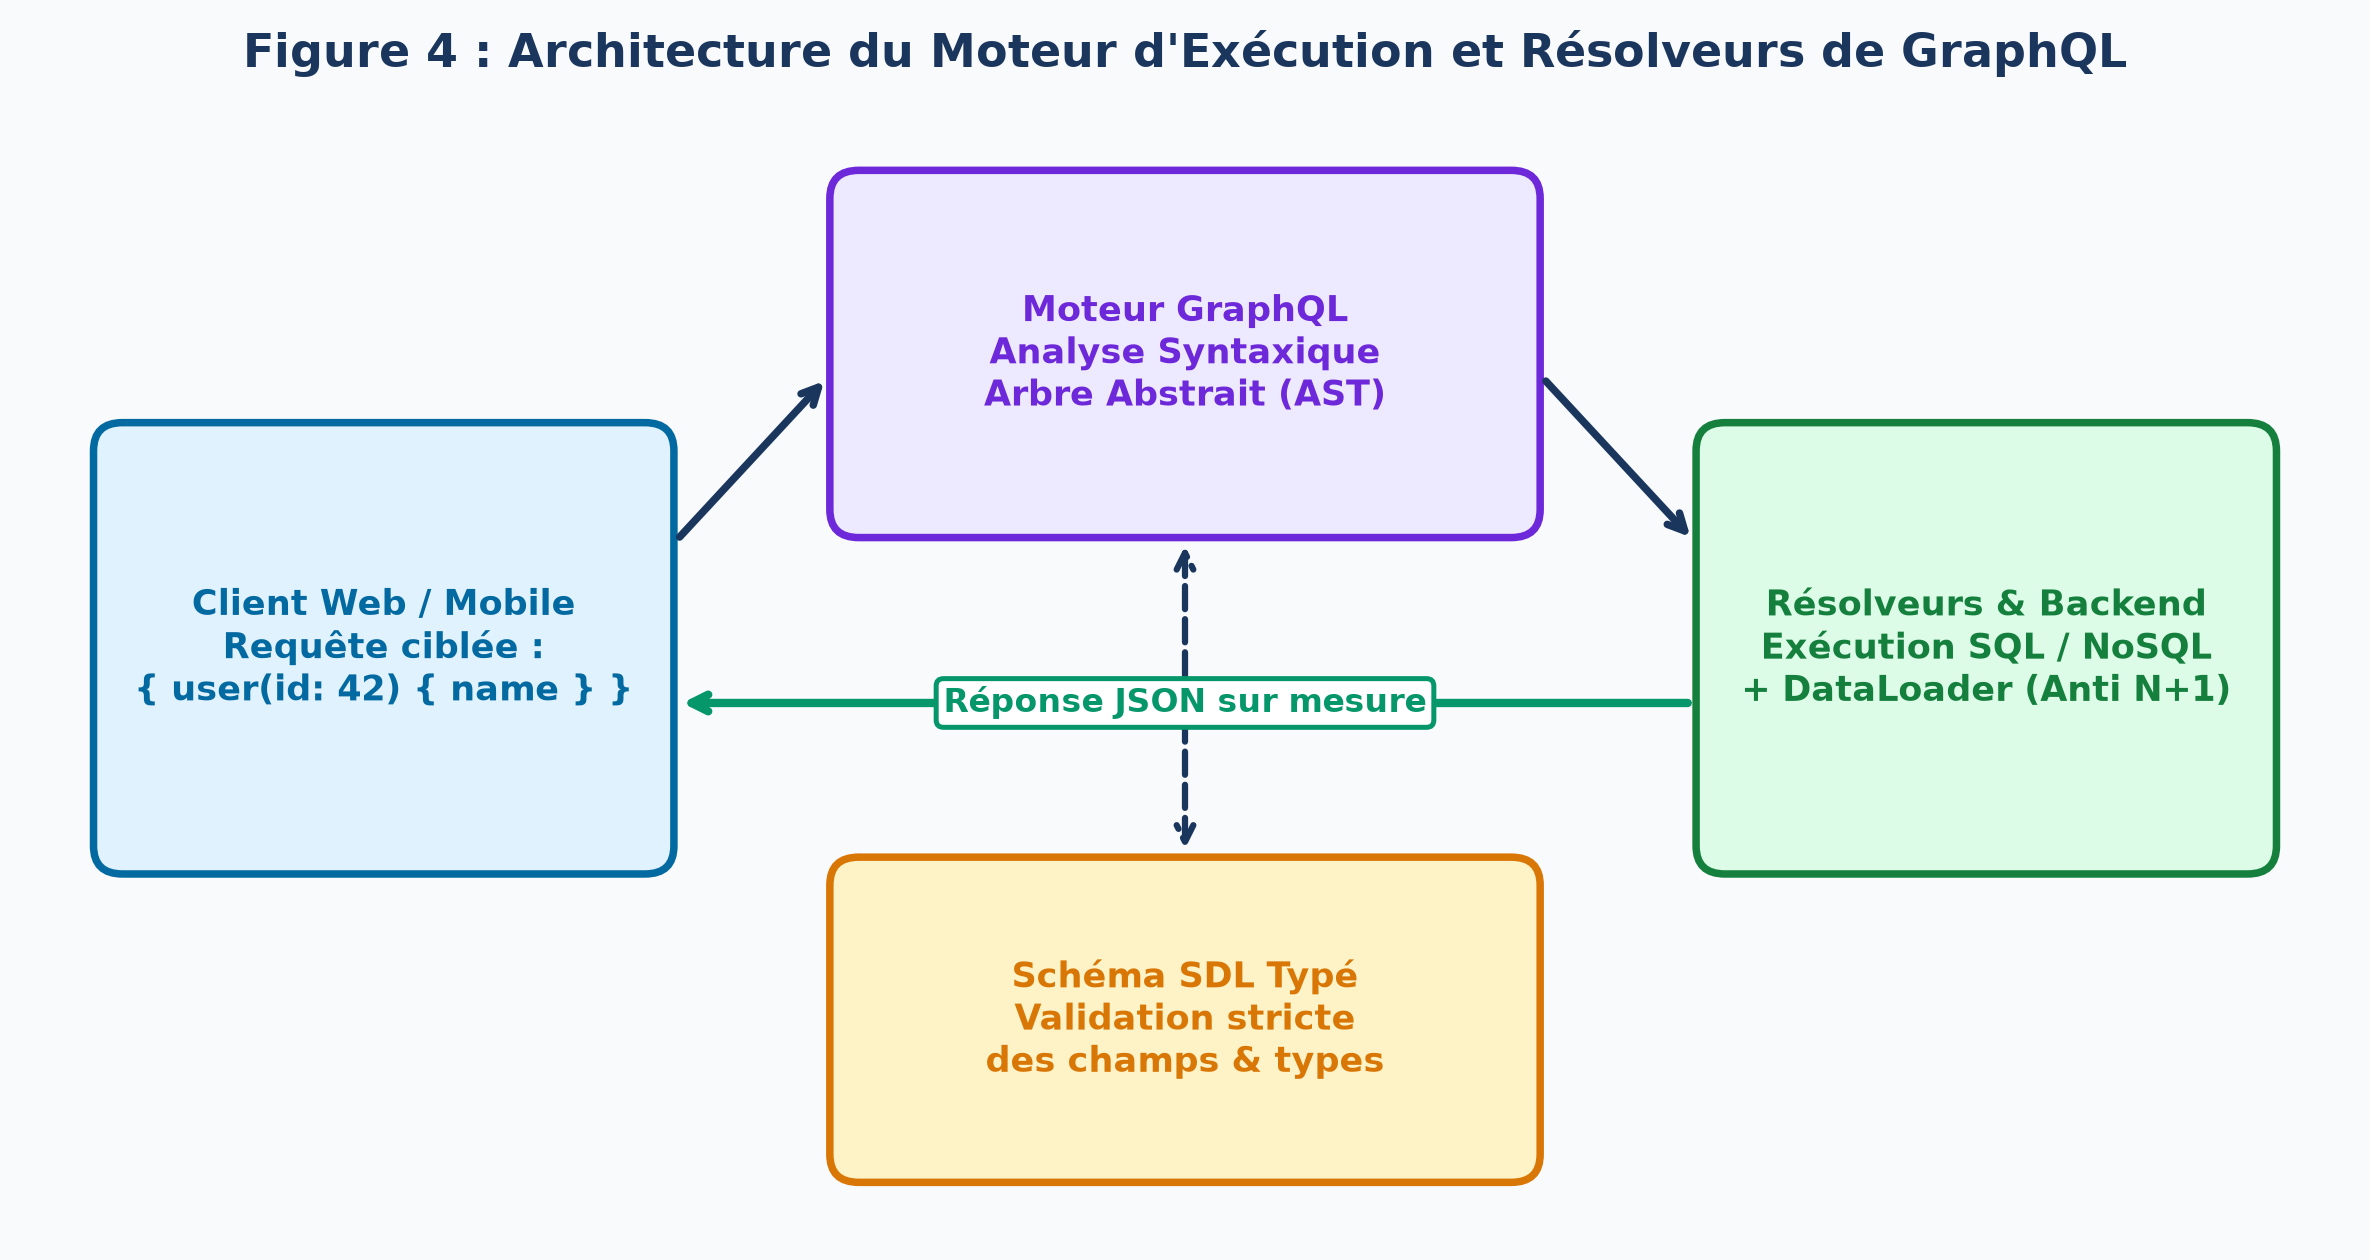 Figure 4 : Architecture du Moteur d'Exécution et Résolveurs de GraphQL
Moteur GraphQL
Analyse Syntaxique
Arbre Abstrait (AST)
Client Web / Mobile
Requête ciblée :
{ user(id: 42) { name } }
Résolveurs & Backend
Exécution SQL / NoSQL
+ DataLoader (Anti N+1)
Réponse JSON sur mesure
Schéma SDL Typé
Validation stricte
des champs & types